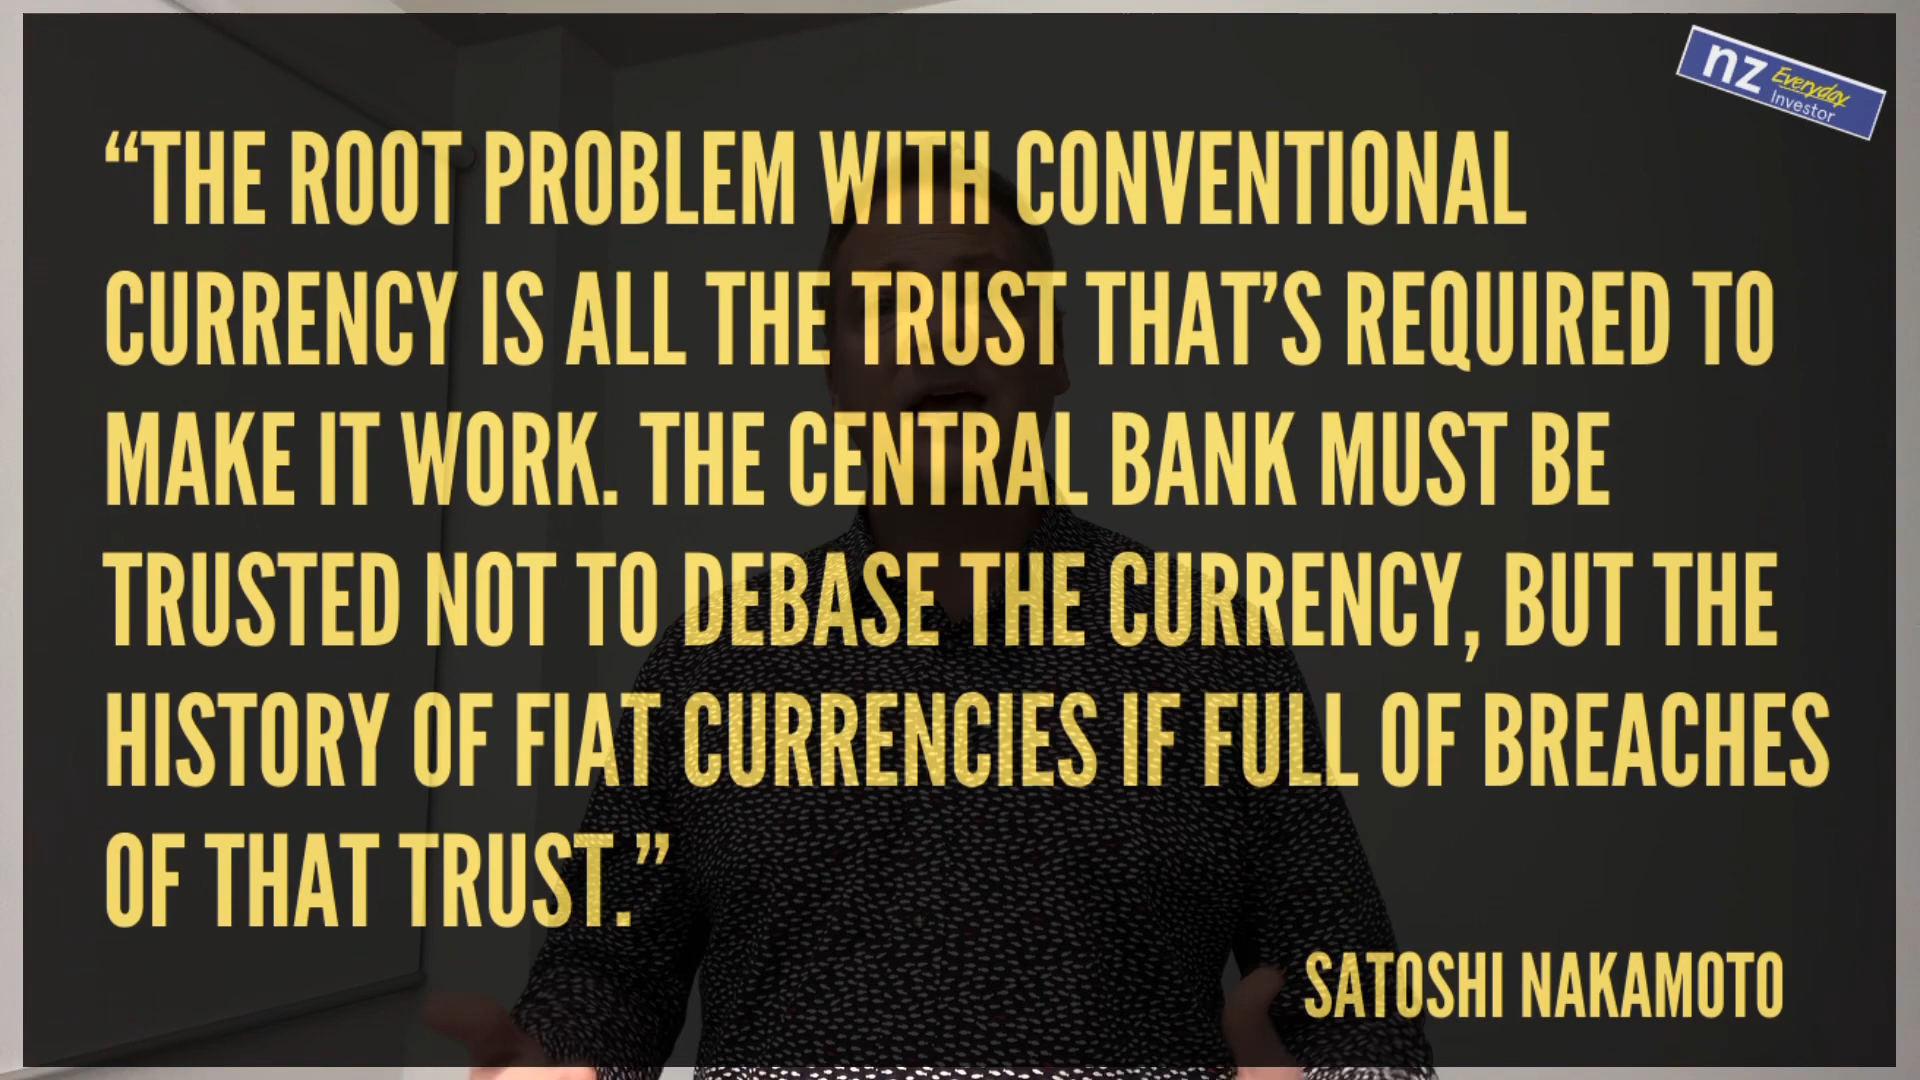 nz Everyday
Investor
“THE ROOT PROBLEM WITH CONVENTIONAL
CURRENCY IS ALL THE TRUST THAT’S REQUIRED TO
MAKE IT WORK. THE CENTRAL BANK MUST BE
TRUSTED NOT TO DEBASE THE CURRENCY, BUT THE
HISTORY OF FIAT CURRENCIES IF FULL OF BREACHES
OF THAT TRUST.”
SATOSHI NAKAMOTO